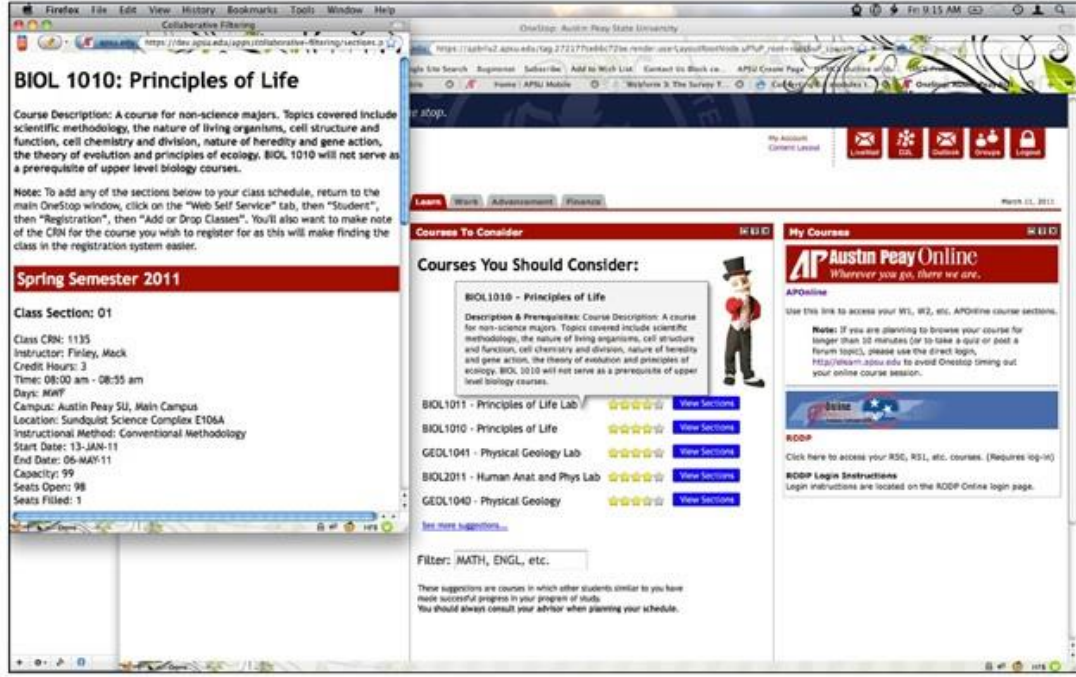 Firefox File Edit View History Bookmarks Tools Window Help
Fri 9:15 AM
Collaborative Filtering
OneStop: Austin Peay State University
BIOL 1010: Principles of Life
Course Description: A course for non-science majors. Topics covered include
scientific methodology, the nature of living organisms, cell structure and
function, cell chemistry and division, nature of heredity and gene action,
the theory of evolution and principles of ecology. BIOL 1010 will not serve as
a prerequisite of upper level biology courses.
Note: To add any of the sections below to your class schedule, return to the
main OneStop window, click on the "Web Self Service" tab, then "Student",
then "Registration", then "Add or Drop Classes". You'll also want to make note
of the CRN for the course you wish to register for as this will make finding the
class in the registration system easier.
Spring Semester 2011
Class Section: 01
Class CRN: 1135
Instructor: Finley, Mack
Credit Hours: 3
Time: 08:00 am - 08:55 am
Days: MWF
Campus: Austin Peay SU, Main Campus
Location: Sundquist Science Complex E106A
Instructional Method: Conventional Methodology
Start Date: 13-JAN-11
End Date: 06-MAY-11
Capacity: 99
Seats Open: 98
Seats Filled: 1
e stop.
My Account
Content Layout
LiveMail D2L Outlook Groups Logout
Learn Work Advancement Finance
March 11, 2011
Courses To Consider
Courses You Should Consider:
BIOL1010 - Principles of Life
Description & Prerequisites: Course Description: A course
for non-science majors. Topics covered include scientific
methodology, the nature of living organisms, cell structure
and function, cell chemistry and division, nature of heredity
and gene action, the theory of evolution and principles of
ecology. BIOL 1010 will not serve as a prerequisite of upper
level biology courses.
BIOL1011 - Principles of Life Lab View Sections
BIOL1010 - Principles of Life View Sections
GEOL1041 - Physical Geology Lab View Sections
BIOL2011 - Human Anat and Phys Lab View Sections
GEOL1040 - Physical Geology View Sections
See more suggestions...
Filter: MATH, ENGL, etc.
These suggestions are courses in which other students similar to you have
made successful progress in your program of study.
You should always consult your advisor when planning your schedule.
My Courses
AP Austin Peay Online
Wherever you go, there we are.
APOnline
Use this link to access your W1, W2, etc. APOnline course sections.
Note: If you are planning to browse your course for
longer than 10 minutes (or to take a quiz or post a
forum topic), please use the direct login,
http://elearn.apsu.edu to avoid Onestop timing out
your online course session.
Online
RODP
Click here to access your R50, R51, etc. courses. (Requires log-in)
RODP Login Instructions
Login instructions are located on the RODP Online login page.